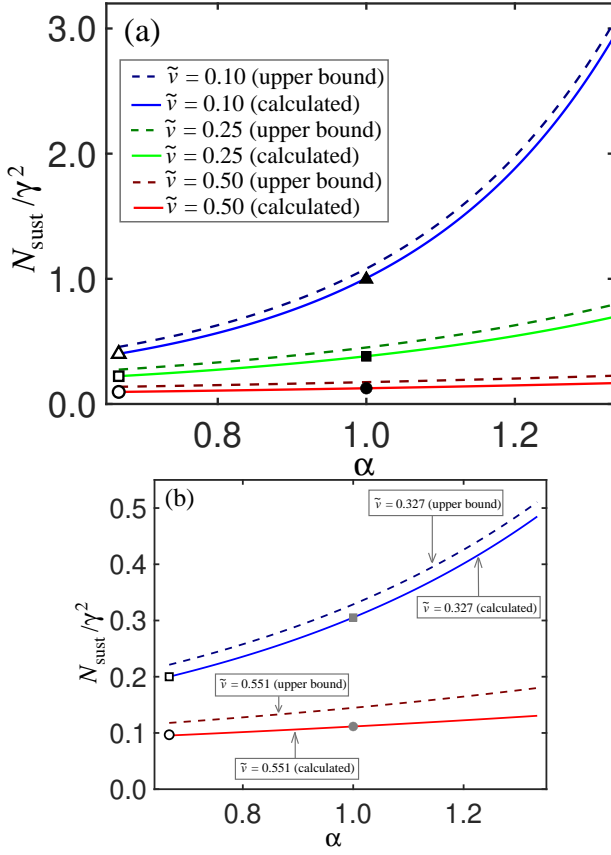 (a)
3.0
2.0
1.0
0.0
N_sust/γ²
ṽ = 0.10 (upper bound)
ṽ = 0.10 (calculated)
ṽ = 0.25 (upper bound)
ṽ = 0.25 (calculated)
ṽ = 0.50 (upper bound)
ṽ = 0.50 (calculated)
0.8 1.0 1.2
α
(b)
0.5
0.4
0.3
0.2
0.1
0.0
N_sust/γ²
ṽ = 0.327 (upper bound)
ṽ = 0.327 (calculated)
ṽ = 0.551 (upper bound)
ṽ = 0.551 (calculated)
0.8 1.0 1.2
α